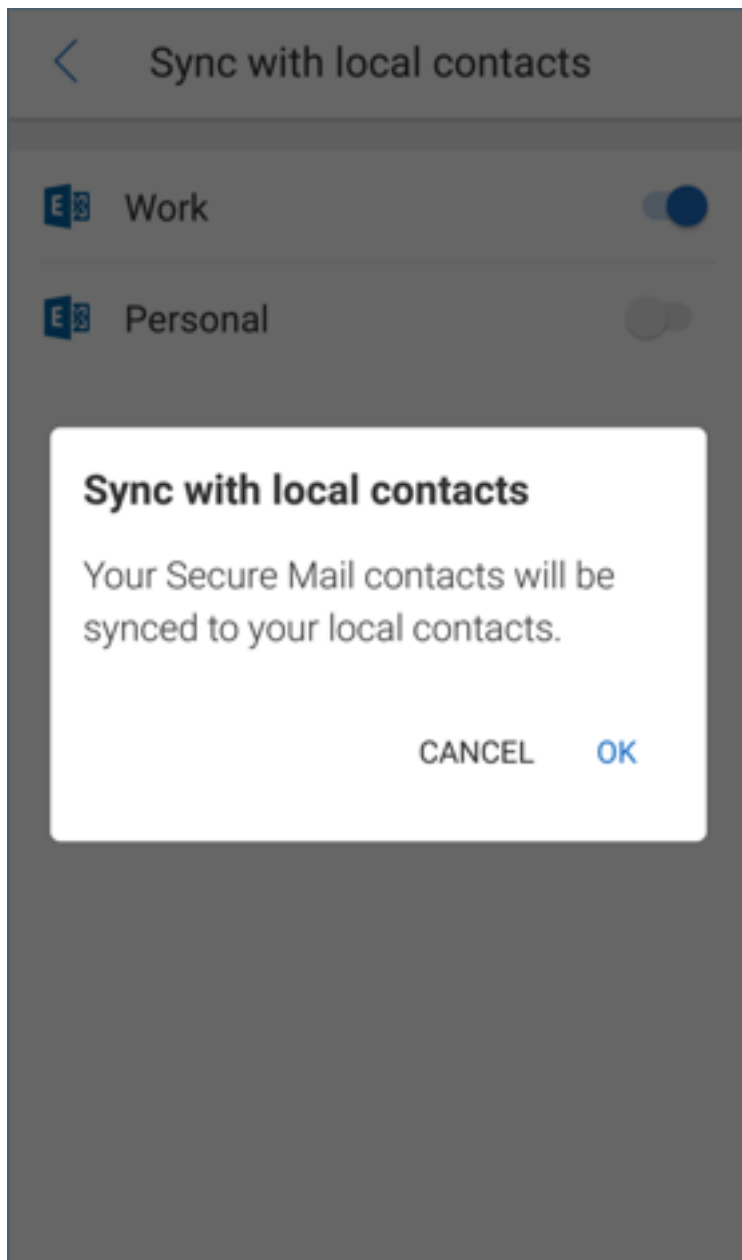 Sync with local contacts
E Work
E Personal
Sync with local contacts
Your Secure Mail contacts will be
synced to your local contacts.
CANCEL OK